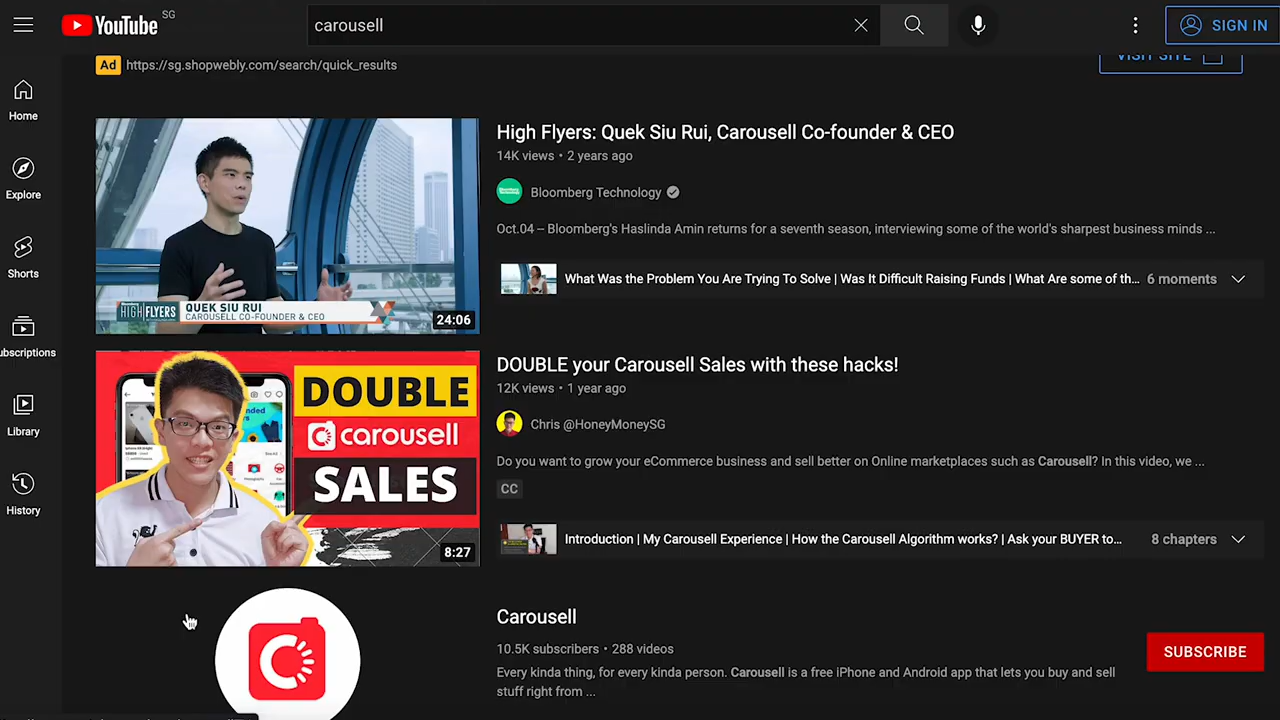 YouTube SG
carousell
SIGN IN
Ad https://sg.shopwebly.com/search/quick_results
VISIT SITE
Home
Explore
Shorts
ubscriptions
Library
History
HIGH FLYERS
QUEK SIU RUI
CAROUSELL CO-FOUNDER & CEO
24:06
High Flyers: Quek Siu Rui, Carousell Co-founder & CEO
14K views • 2 years ago
Bloomberg Technology
Oct.04 -- Bloomberg's Haslinda Amin returns for a seventh season, interviewing some of the world's sharpest business minds ...
What Was the Problem You Are Trying To Solve | Was It Difficult Raising Funds | What Are some of th... 6 moments
DOUBLE
carousell
SALES
8:27
DOUBLE your Carousell Sales with these hacks!
12K views • 1 year ago
Chris @HoneyMoneySG
Do you want to grow your eCommerce business and sell better on Online marketplaces such as Carousell? In this video, we ...
CC
Introduction | My Carousell Experience | How the Carousell Algorithm works? | Ask your BUYER to... 8 chapters
Carousell
10.5K subscribers • 288 videos
Every kinda thing, for every kinda person. Carousell is a free iPhone and Android app that lets you buy and sell
stuff right from ...
SUBSCRIBE